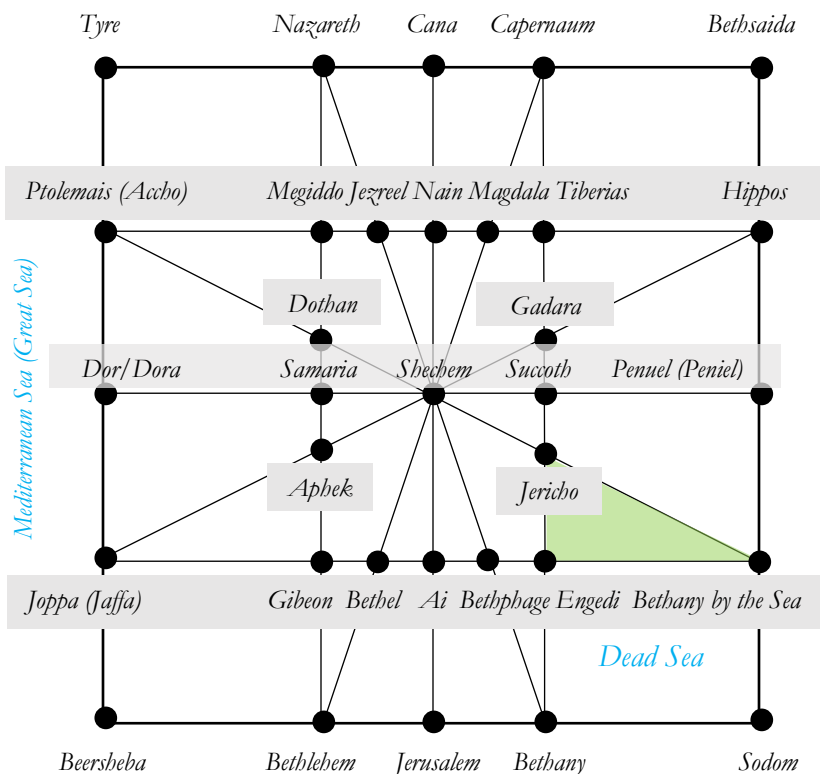 Tyre Nazareth Cana Capernaum Bethsaida
Ptolemais (Accho) Megiddo Jezreel Nain Magdala Tiberias Hippos
Mediterranean Sea (Great Sea)
Dothan Gadara
Dor/Dora Samaria Shechem Succoth Penuel (Peniel)
Aphek Jericho
Joppa (Jaffa) Gibeon Bethel Ai Bethphage Engedi Bethany by the Sea
Dead Sea
Beersheba Bethlehem Jerusalem Bethany Sodom